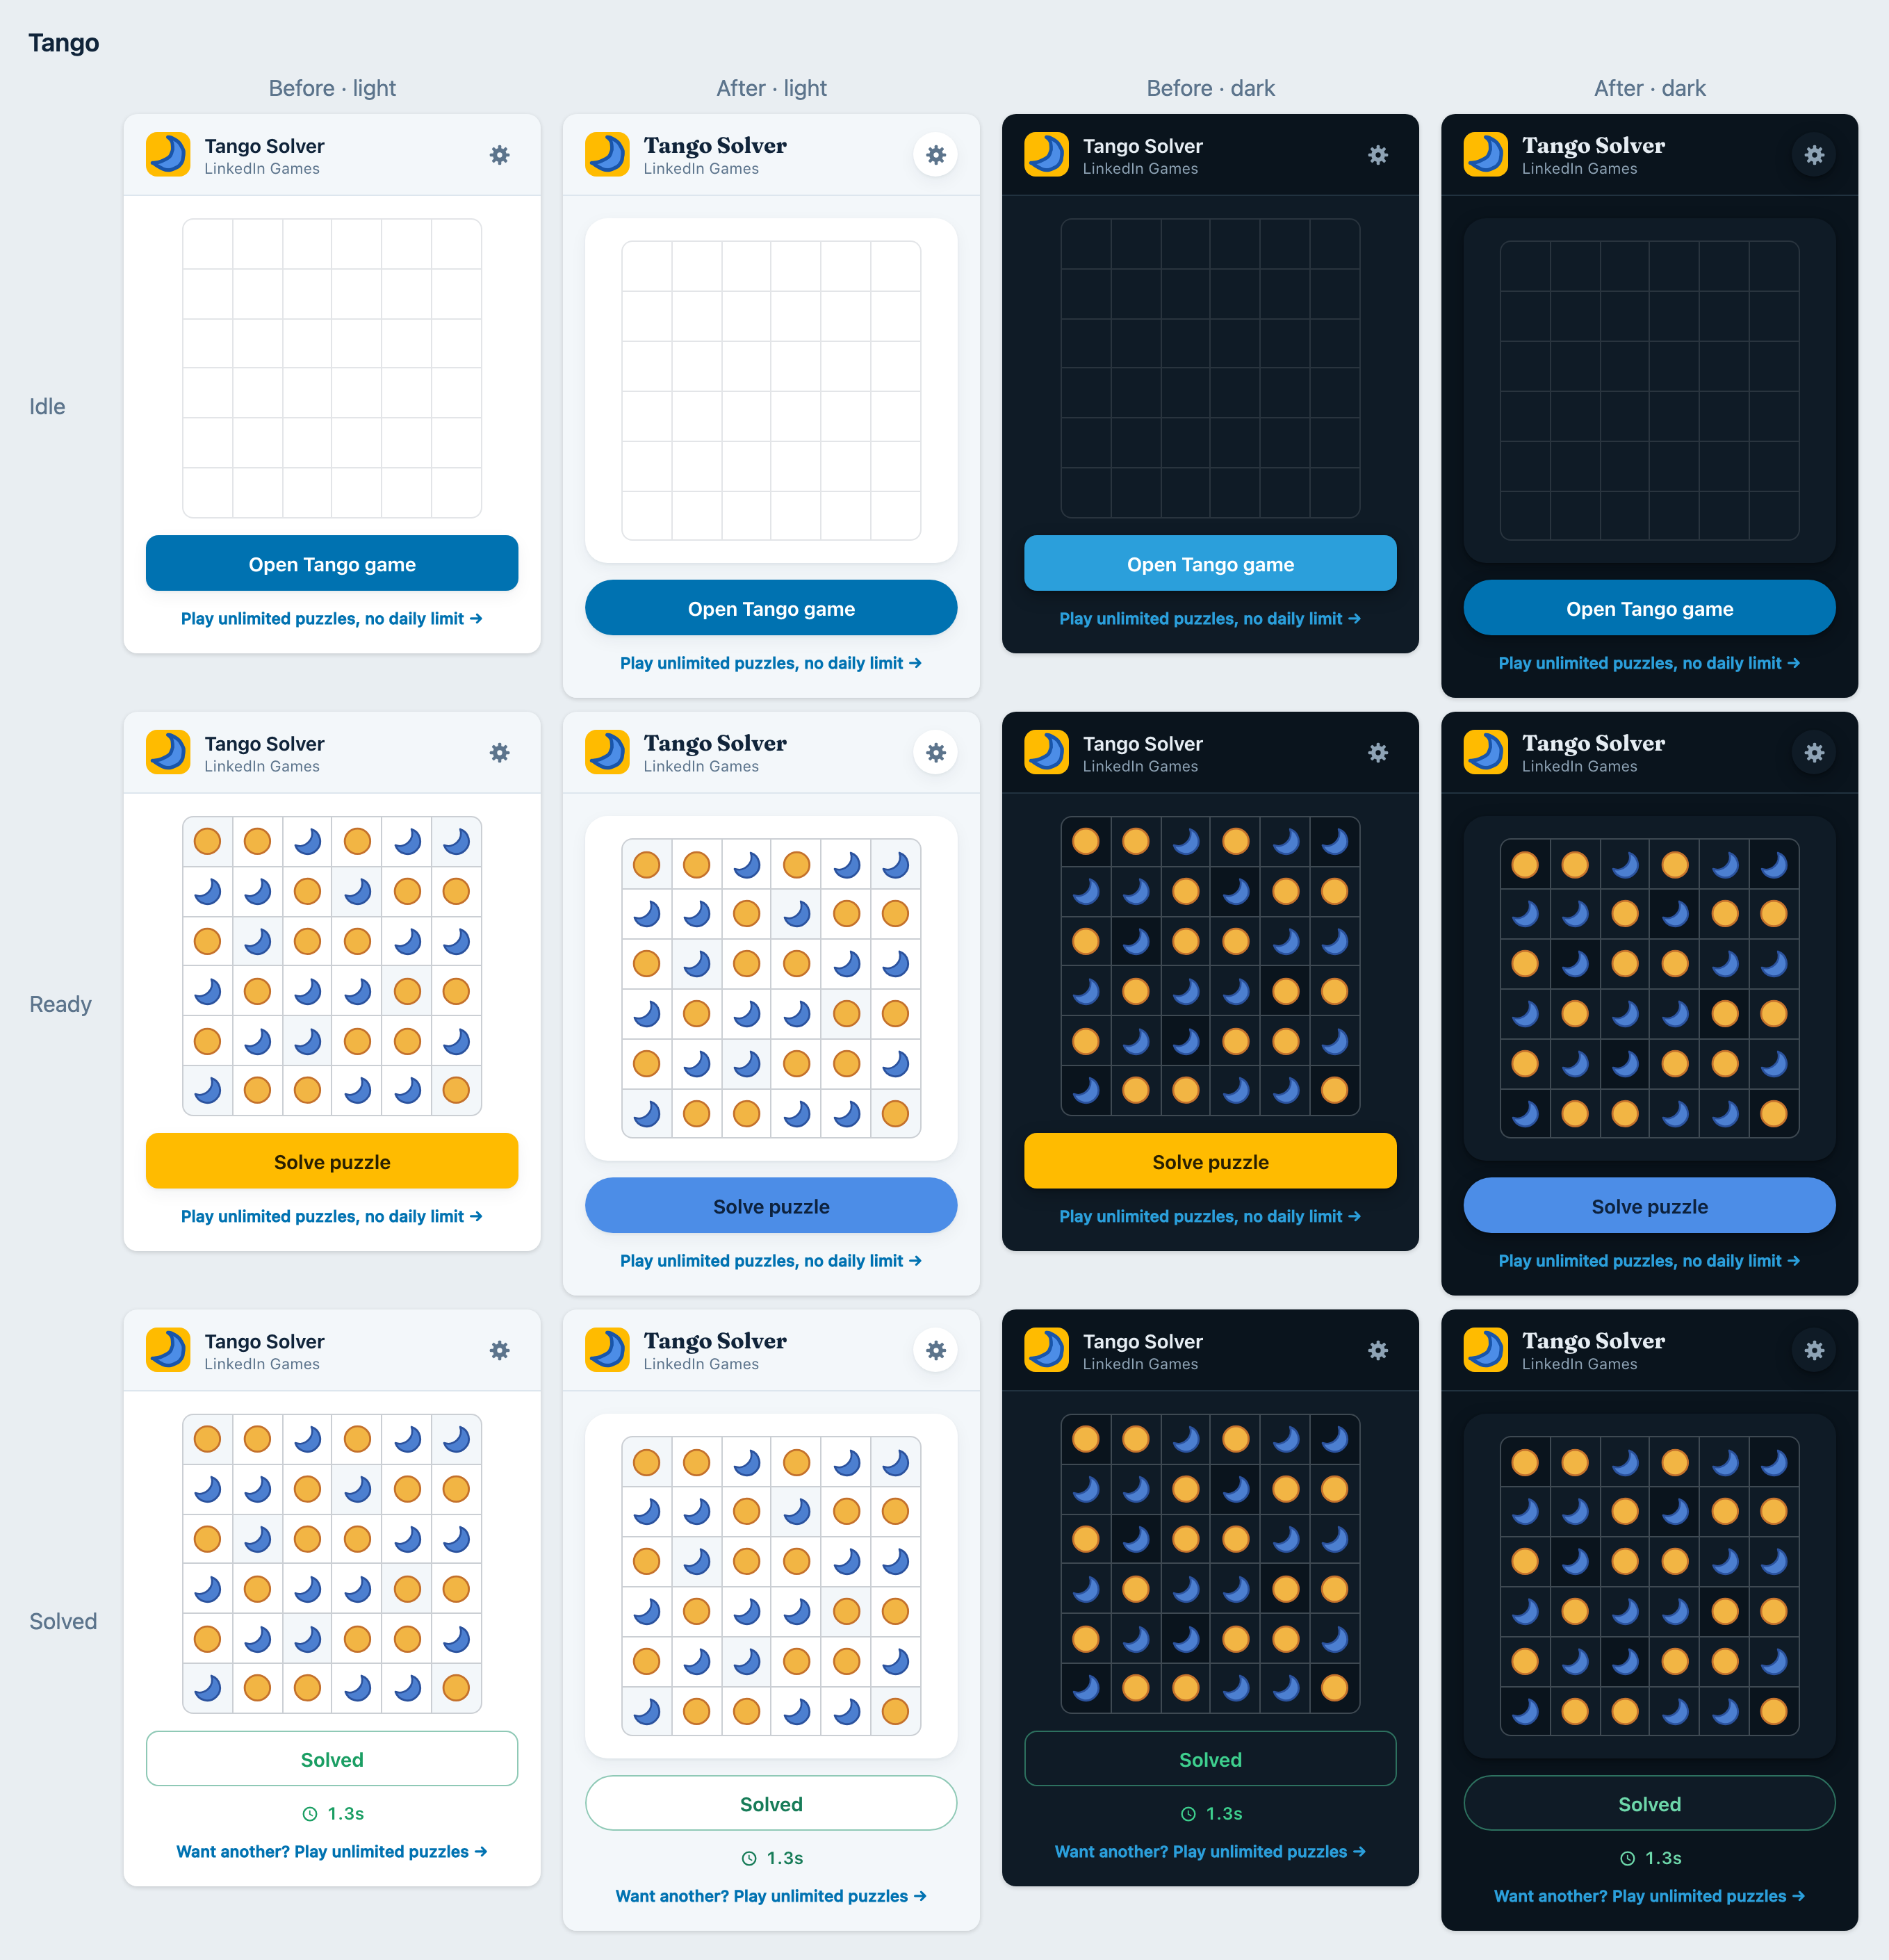 Tango
Before · light
After · light
Before · dark
After · dark
Idle
Tango Solver
LinkedIn Games
Open Tango game
Play unlimited puzzles, no daily limit →
Tango Solver
LinkedIn Games
Open Tango game
Play unlimited puzzles, no daily limit →
Tango Solver
LinkedIn Games
Open Tango game
Play unlimited puzzles, no daily limit →
Tango Solver
LinkedIn Games
Open Tango game
Play unlimited puzzles, no daily limit →
Ready
Tango Solver
LinkedIn Games
Solve puzzle
Play unlimited puzzles, no daily limit →
Tango Solver
LinkedIn Games
Solve puzzle
Play unlimited puzzles, no daily limit →
Tango Solver
LinkedIn Games
Solve puzzle
Play unlimited puzzles, no daily limit →
Tango Solver
LinkedIn Games
Solve puzzle
Play unlimited puzzles, no daily limit →
Solved
Tango Solver
LinkedIn Games
Solved
1.3s
Want another? Play unlimited puzzles →
Tango Solver
LinkedIn Games
Solved
1.3s
Want another? Play unlimited puzzles →
Tango Solver
LinkedIn Games
Solved
1.3s
Want another? Play unlimited puzzles →
Tango Solver
LinkedIn Games
Solved
1.3s
Want another? Play unlimited puzzles →